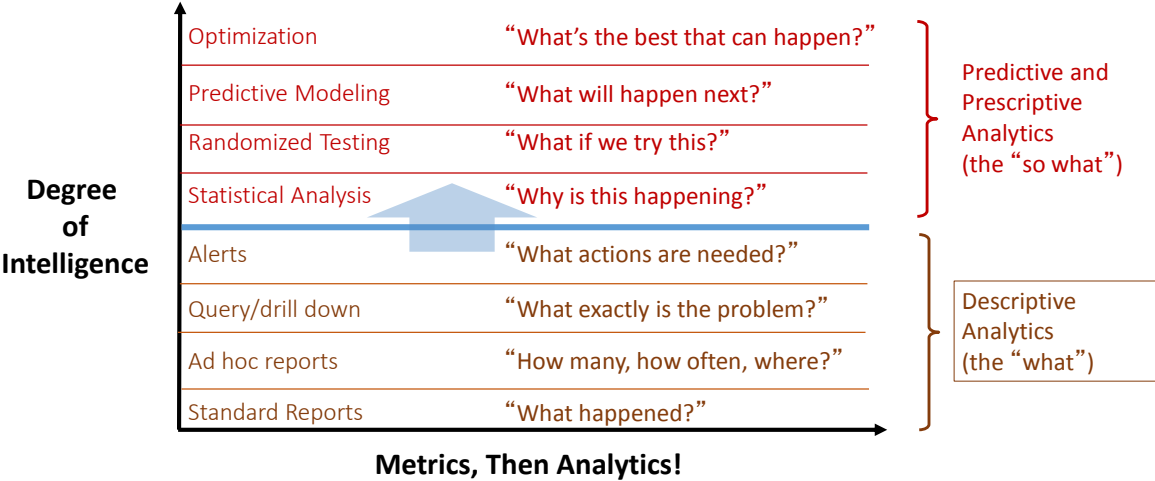 Optimization “What’s the best that can happen?”
Predictive Modeling “What will happen next?”
Randomized Testing “What if we try this?”
Statistical Analysis “Why is this happening?”
Alerts “What actions are needed?”
Query/drill down “What exactly is the problem?”
Ad hoc reports “How many, how often, where?”
Standard Reports “What happened?”
Degree
of
Intelligence
Predictive and
Prescriptive
Analytics
(the “so what”)
Descriptive
Analytics
(the “what”)
Metrics, Then Analytics!